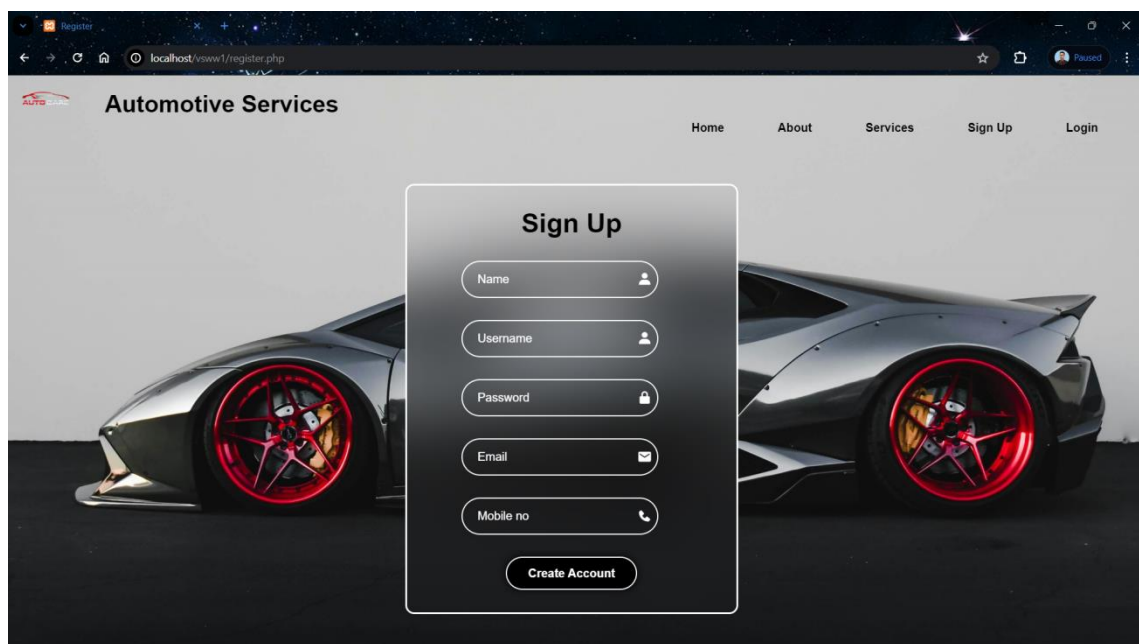 Register
localhost/vsww1/register.php
Paused
AUTO
Automotive Services
Home About Services Sign Up Login
Sign Up
Name
Username
Password
Email
Mobile no
Create Account